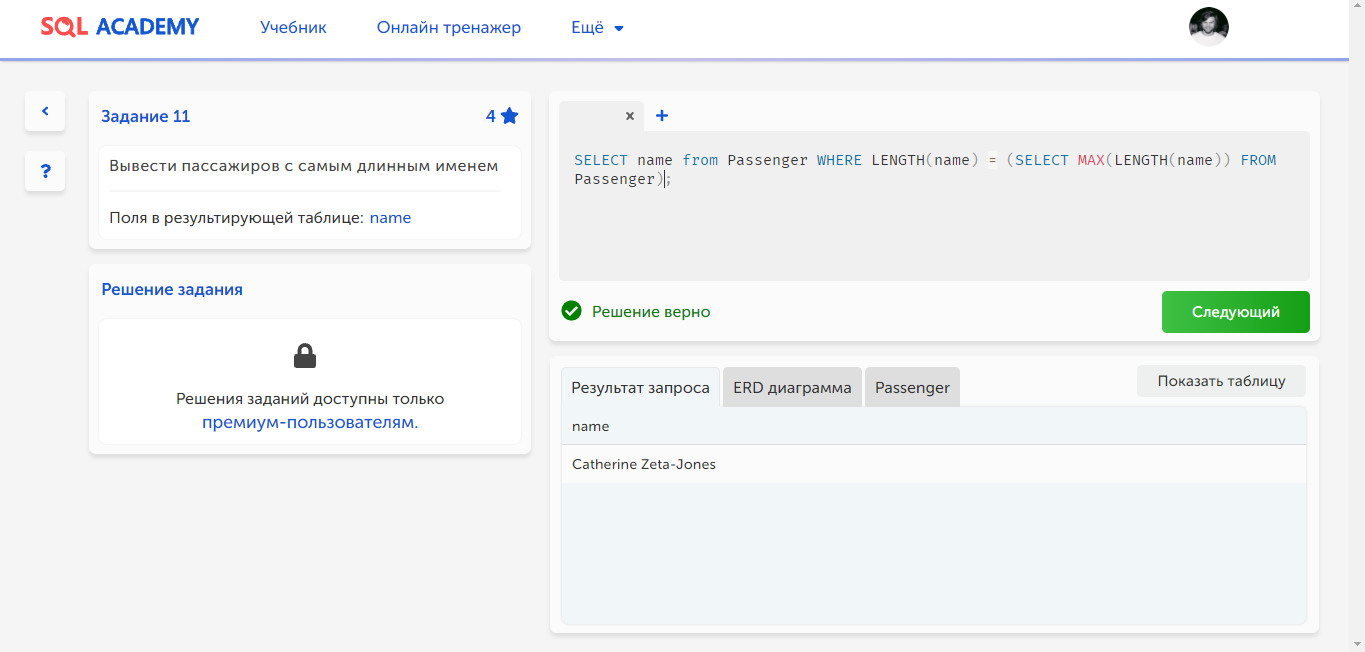 SQL ACADEMY
Учебник
Онлайн тренажер
Ещё
Задание 11
4
Вывести пассажиров с самым длинным именем
Поля в результирующей таблице: name
Решение задания
Решения заданий доступны только
премиум-пользователям.
?
SELECT name from Passenger WHERE LENGTH(name) = (SELECT MAX(LENGTH(name)) FROM
Passenger);
Решение верно
Следующий
Результат запроса
ERD диаграмма
Passenger
Показать таблицу
name
Catherine Zeta-Jones